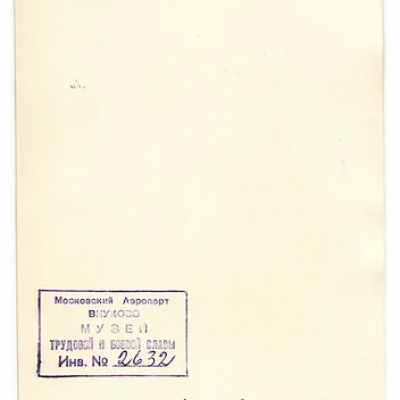 Московский Аэропорт
ВНУКОВО
МУЗЕЙ
ТРУДОВОЙ И БОЕВОЙ СЛАВЫ
Инв. № 2632